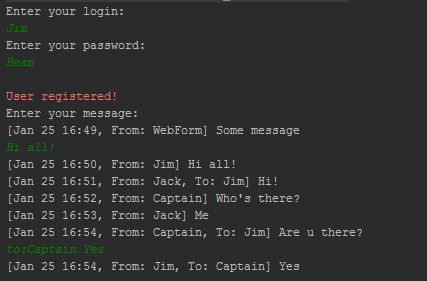 Enter your login:
Jim
Enter your password:
Beam
User registered!
Enter your message:
[Jan 25 16:49, From: WebForm] Some message
Hi all!
[Jan 25 16:50, From: Jim] Hi all!
[Jan 25 16:51, From: Jack, To: Jim] Hi!
[Jan 25 16:52, From: Captain] Who's there?
[Jan 25 16:53, From: Jack] Me
[Jan 25 16:54, From: Captain, To: Jim] Are u there?
to:Captain Yes
[Jan 25 16:54, From: Jim, To: Captain] Yes